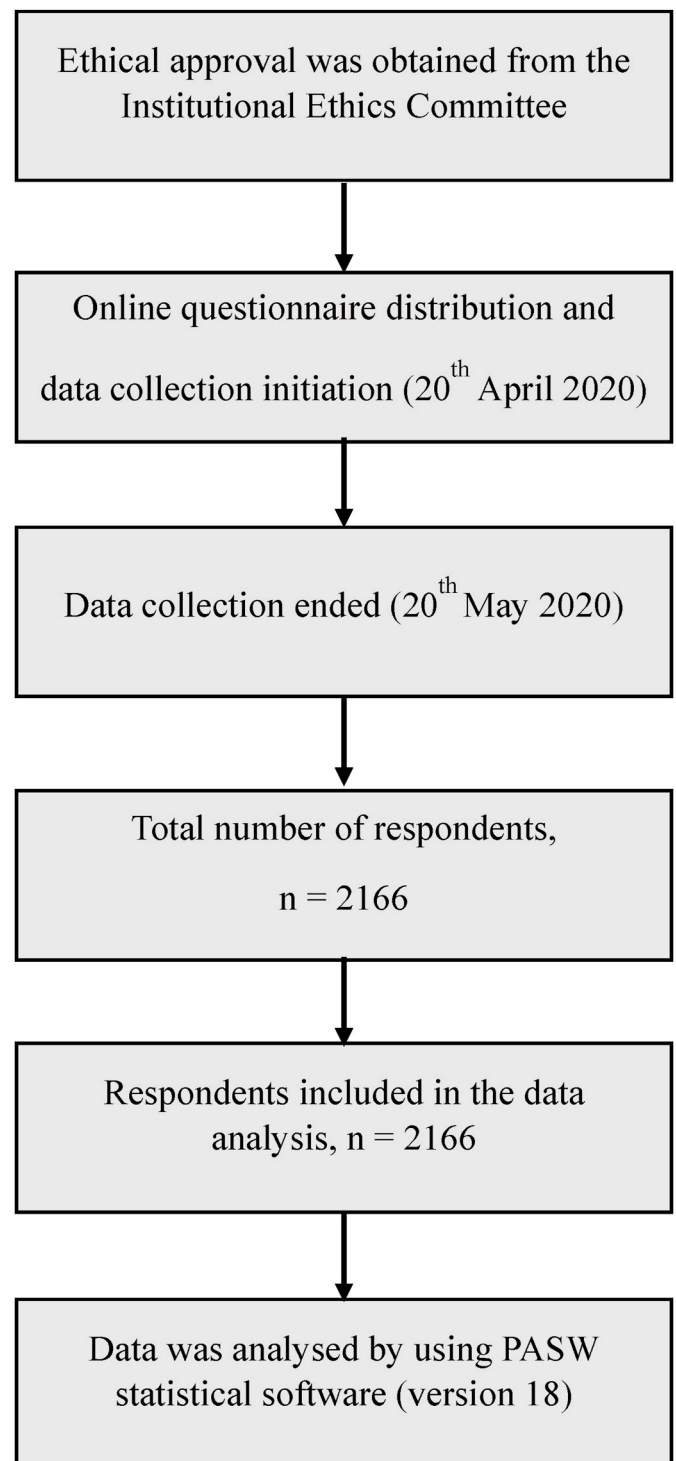 Ethical approval was obtained from the
Institutional Ethics Committee
Online questionnaire distribution and
data collection initiation (20th April 2020)
Data collection ended (20th May 2020)
Total number of respondents,
n = 2166
Respondents included in the data
analysis, n = 2166
Data was analysed by using PASW
statistical software (version 18)